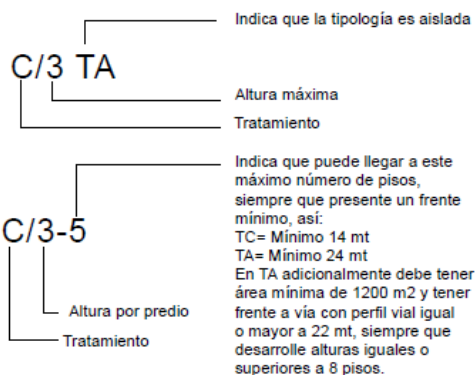 Indica que la tipología es aislada
C/3 TA
Altura máxima
Tratamiento
Indica que puede llegar a este
máximo número de pisos,
siempre que presente un frente
mínimo, así:
TC= Mínimo 14 mt
TA= Mínimo 24 mt
En TA adicionalmente debe tener
área mínima de 1200 m2 y tener
frente a vía con perfil vial igual
o mayor a 22 mt, siempre que
desarrolle alturas iguales o
superiores a 8 pisos.
C/3-5
Altura por predio
Tratamiento